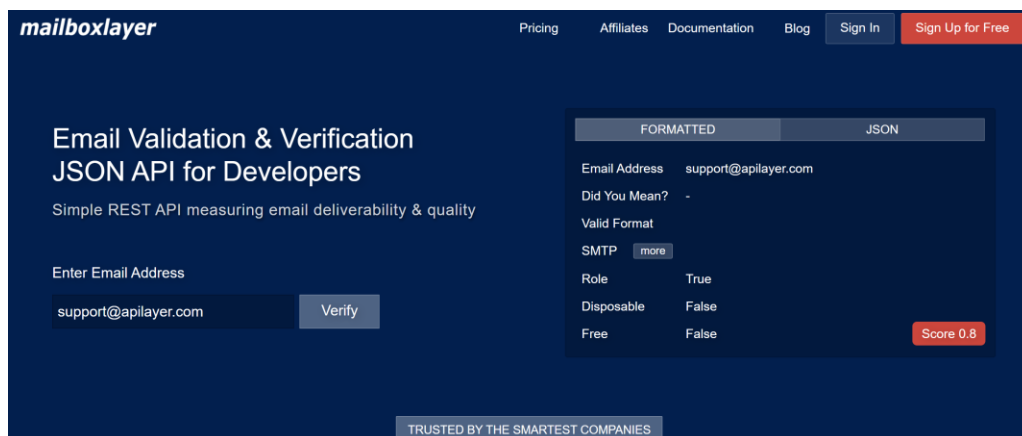 mailboxlayer Pricing Affiliates Documentation Blog Sign In Sign Up for Free
Email Validation & Verification
JSON API for Developers
Simple REST API measuring email deliverability & quality
Enter Email Address
support@apilayer.com Verify
FORMATTED JSON
Email Address support@apilayer.com
Did You Mean? -
Valid Format
SMTP more
Role True
Disposable False
Free False Score 0.8
TRUSTED BY THE SMARTEST COMPANIES